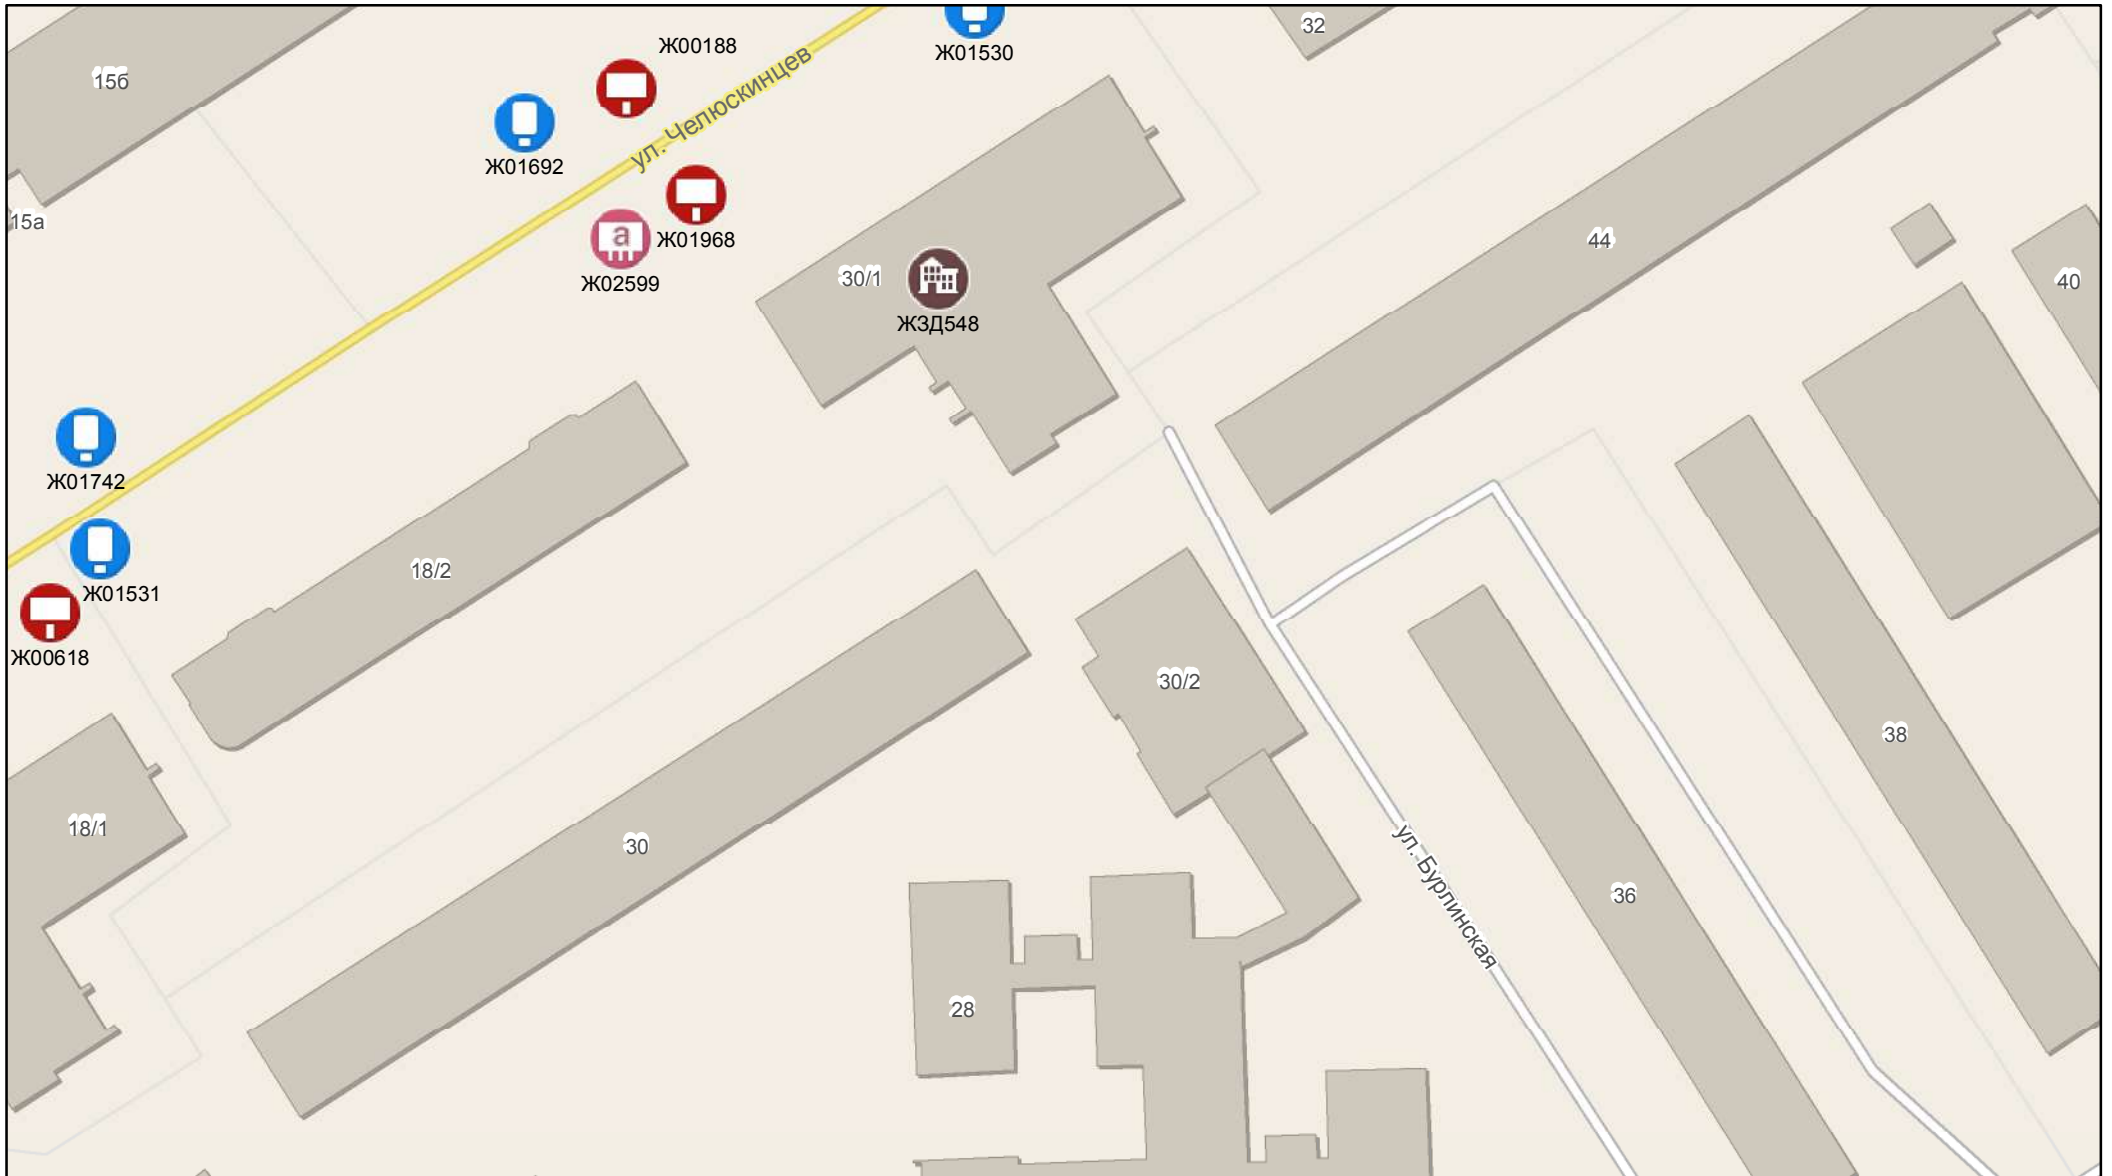 32
Ж00188
Ж01530
15б
ул. Челюскинцев
Ж01692
Ж01968
15а
44
а
Ж02599
30/1
40
ЖЗД548
Ж01742
18/2
Ж01531
Ж00618
30/2
38
18/1
30
ул. Бурлинская
36
28